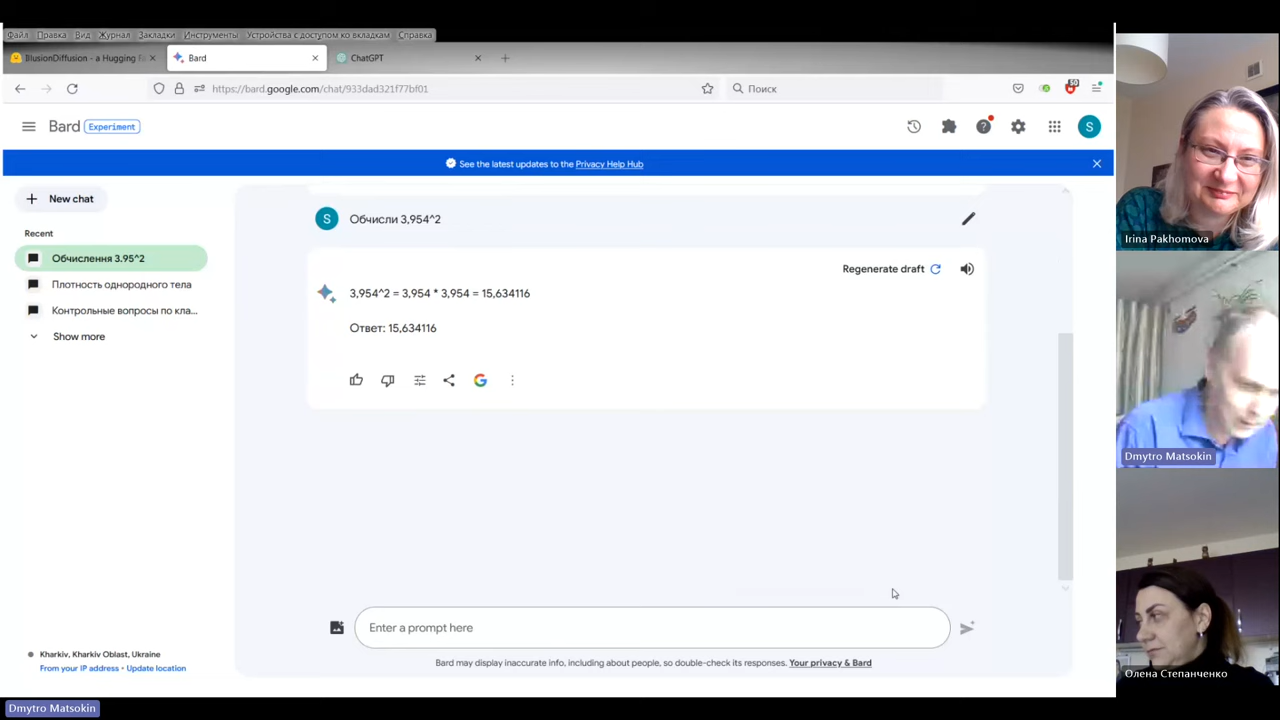 Файл Правка Вид Журнал Закладки Инструменты Устройства с доступом ко вкладкам Справка
IllusionDiffusion - a Hugging F
Bard
ChatGPT
https://bard.google.com/chat/933dad321f77bf01
Поиск
50
Bard Experiment
S
See the latest updates to the Privacy Help Hub
New chat
Recent
Обчислення 3.95^2
Плотность однородного тела
Контрольные вопросы по кла...
Show more
S Обчисли 3,954^2
Regenerate draft
3,954^2 = 3,954 * 3,954 = 15,634116
Ответ: 15,634116
G
Enter a prompt here
Bard may display inaccurate info, including about people, so double-check its responses. Your privacy & Bard
Kharkiv, Kharkiv Oblast, Ukraine
From your IP address • Update location
Irina Pakhomova
Dmytro Matsokin
Олена Степанченко
Dmytro Matsokin